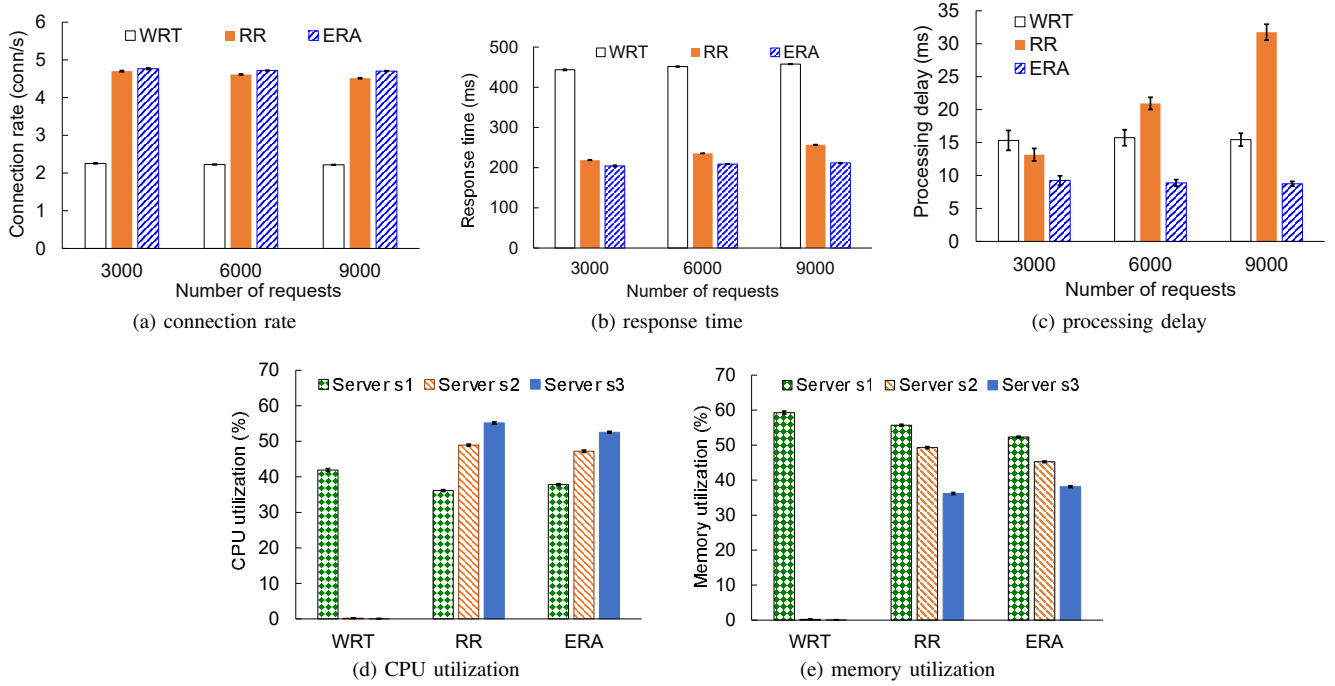 Connection rate (conn/s)
6
5
4
3
2
1
0
WRT RR ERA
3000 6000 9000
Number of requests
(a) connection rate
Response time (ms)
500
400
300
200
100
0
WRT RR ERA
3000 6000 9000
Number of requests
(b) response time
Processing delay (ms)
35
30
25
20
15
10
5
0
WRT
RR
ERA
3000 6000 9000
Number of requests
(c) processing delay
CPU utilization (%)
70
60
50
40
30
20
10
0
Server s1 Server s2 Server s3
WRT RR ERA
(d) CPU utilization
Memory utilization (%)
70
60
50
40
30
20
10
0
Server s1 Server s2 Server s3
WRT RR ERA
(e) memory utilization